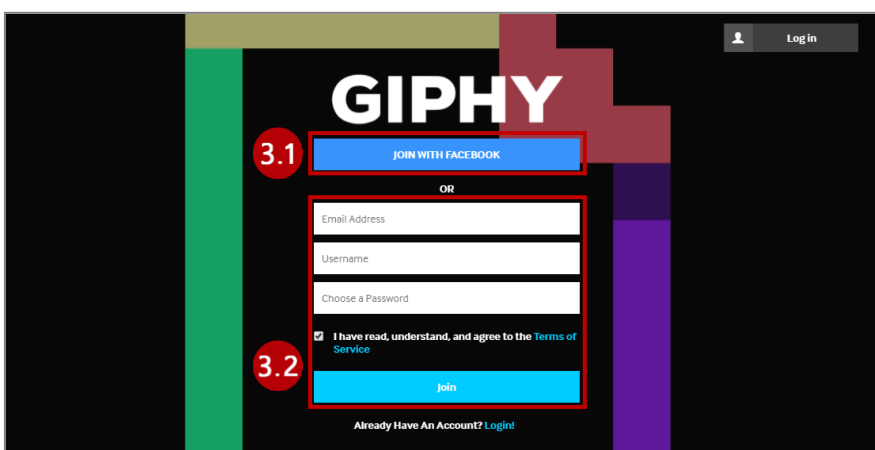 Log in
GIPHY
3.1
JOIN WITH FACEBOOK
OR
Email Address
Username
Choose a Password
I have read, understand, and agree to the Terms of
Service
3.2
Join
Already Have An Account? Login!